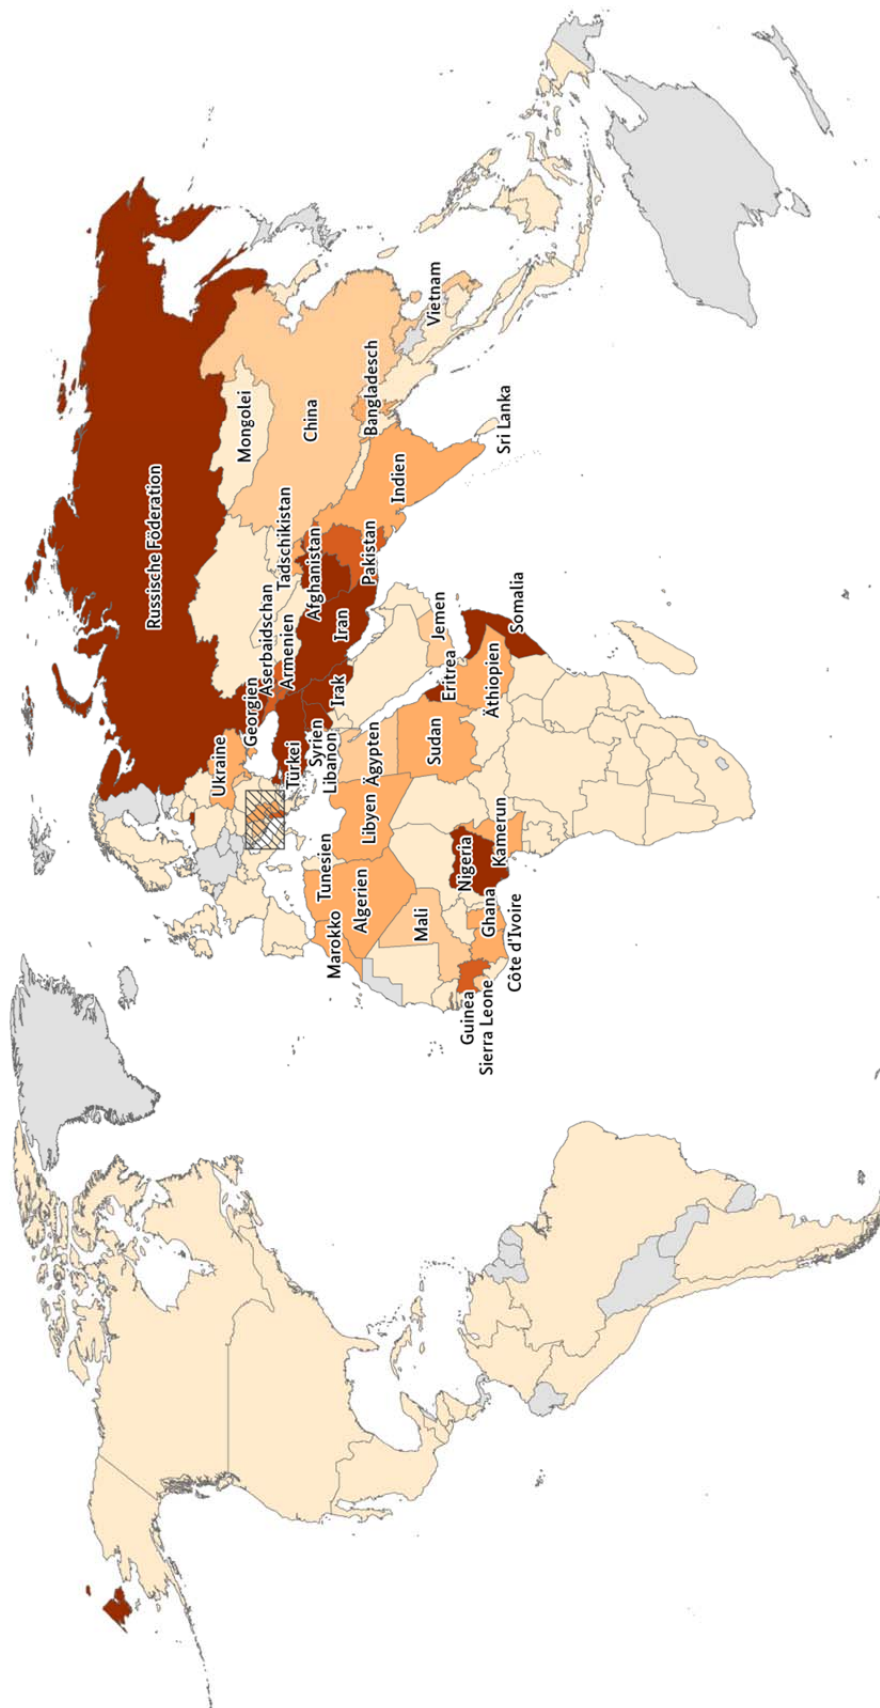 Russische Föderation
Mongolei
China
Ukraine
Georgien
Aserbaidschan
Armenien
Tadschikistan
Afghanistan
Türkei
Syrien
Libanon
Irak
Iran
Pakistan
Indien
Bangladesch
Vietnam
Sri Lanka
Tunesien
Marokko
Algerien
Libyen
Ägypten
Mali
Sudan
Eritrea
Jemen
Äthiopien
Somalia
Nigeria
Kamerun
Ghana
Côte d'Ivoire
Guinea
Sierra Leone